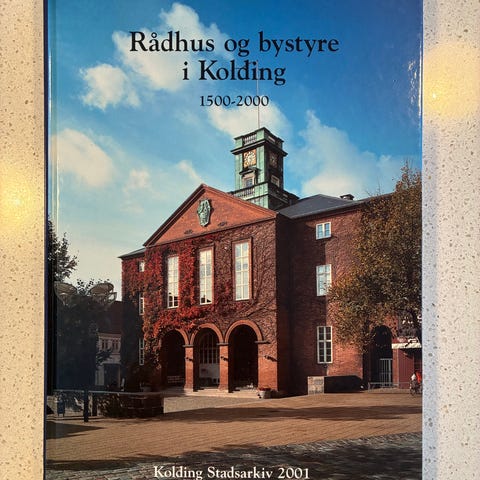 Rådhus og bystyre
i Kolding
1500-2000
Kolding Stadsarkiv 2001